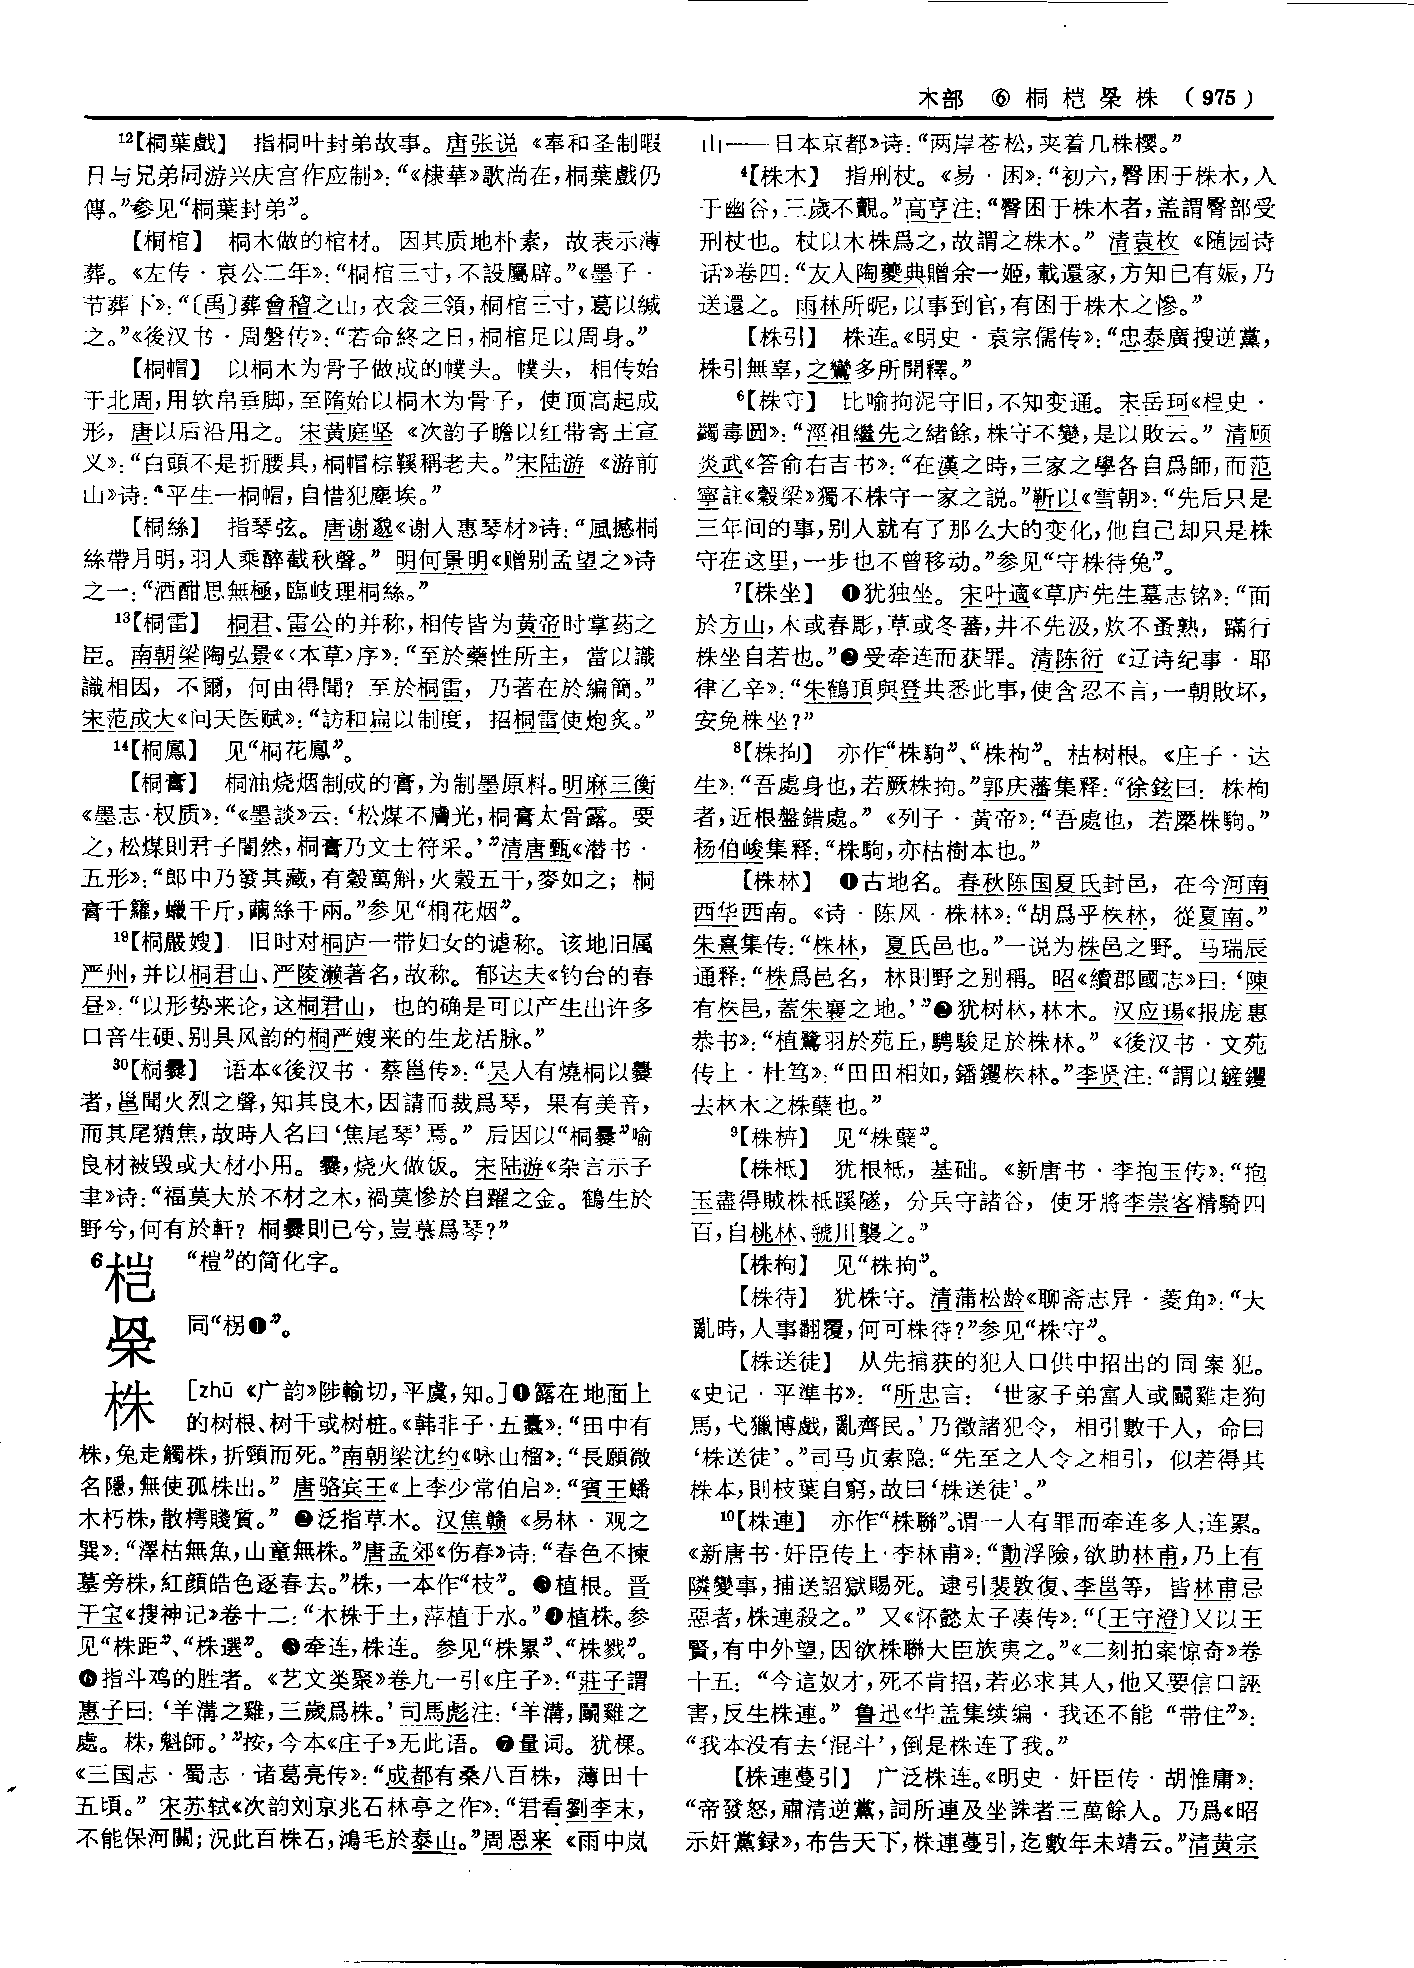 木部 ⑥ 桐桤枴株 (975)
12【桐葉戲】 指桐叶封弟故事。唐张说《奉和圣制暇
日与兄弟同游兴庆宫作应制》:“《棣華》歌尚在,桐葉戲仍
傳。”参见“桐葉封弟”。
【桐棺】 桐木做的棺材。因其质地朴素,故表示薄
葬。《左传·哀公二年》:“桐棺三寸,不設屬辟。”《墨子·
节葬下》:“〔禹〕葬會稽之山,衣衾三領,桐棺三寸,葛以緘
之。”《後汉书·周磐传》:“若命終之日,桐棺足以周身。”
【桐帽】 以桐木为骨子做成的幞头。幞头,相传始
于北周,用软帛垂脚,至隋始以桐木为骨子,使顶高起成
形,唐以后沿用之。宋黄庭坚《次韵子瞻以红带寄王宣
义》:“白頭不是折腰具,桐帽棕鞵稱老夫。”宋陆游《游前
山》诗:“平生一桐帽,自惜犯塵埃。”
【桐絲】 指琴弦。唐谢邈《谢人惠琴材》诗:“風撼桐
絲帶月明,羽人乘醉截秋聲。”明何景明《赠别孟望之》诗
之一:“酒酣思無極,臨岐理桐絲。”
13【桐雷】 桐君、雷公的并称,相传皆为黄帝时掌药之
臣。南朝梁陶弘景《〈本草〉序》:“至於藥性所主,當以識
識相因,不爾,何由得聞?至於桐雷,乃著在於編簡。”
宋范成大《问天医赋》:“訪和扁以制度,招桐雷使炮炙。”
14【桐鳳】 见“桐花鳳”。
【桐膏】 桐油烧烟制成的膏,为制墨原料。明麻三衡
《墨志·权质》:“《墨談》云:‘松煤不膚光,桐膏太骨露。要
之,松煤則君子闇然,桐膏乃文士符采。’”清唐甄《潜书·
五形》:“郎中乃發其藏,有穀萬斛,火穀五千,麥如之;桐
膏千籮,蠟千斤,繭絲千兩。”参见“桐花烟”。
19【桐嚴嫂】 旧时对桐庐一带妇女的谑称。该地旧属
严州,并以桐君山、严陵濑著名,故称。郁达夫《钓台的春
昼》:“以形势来论,这桐君山,也的确是可以产生出许多
口音生硬、别具风韵的桐严嫂来的生龙活脉。”
30【桐爨】 语本《後汉书·蔡邕传》:“吴人有燒桐以爨
者,邕聞火烈之聲,知其良木,因請而裁爲琴,果有美音,
而其尾猶焦,故時人名曰‘焦尾琴’焉。”后因以“桐爨”喻
良材被毁或大材小用。爨,烧火做饭。宋陆游《杂言示子
聿》诗:“福莫大於不材之木,禍莫慘於自躍之金。鶴生於
野兮,何有於軒?桐爨則已兮,豈慕爲琴?”
6桤 “榿”的简化字。
同“柺❶”。
株 [zhū《广韵》陟輸切,平虞,知。]❶露在地面上
的树根、树干或树桩。《韩非子·五蠹》:“田中有
株,兔走觸株,折頸而死。”南朝梁沈约《咏山榴》:“長願微
名隱,無使孤株出。”唐骆宾王《上李少常伯启》:“賓王蟠
木朽株,散樗賤質。”❷泛指草木。汉焦赣《易林·观之
巽》:“澤枯無魚,山童無株。”唐孟郊《伤春》诗:“春色不揀
墓旁株,紅顔皓色逐春去。”株,一本作“枝”。❸植根。晋
干宝《搜神记》卷十二:“木株于土,萍植于水。”❹植株。参
见“株距”、“株選”。❺牵连,株连。参见“株累”、“株戮”。
❻指斗鸡的胜者。《艺文类聚》卷九一引《庄子》:“莊子謂
惠子曰:‘羊溝之雞,三歲爲株。’司馬彪注:‘羊溝,鬭雞之
處。株,魁師。’”按,今本《庄子》无此语。❼量词。犹棵。
《三国志·蜀志·诸葛亮传》:“成都有桑八百株,薄田十
五頃。”宋苏轼《次韵刘京兆石林亭之作》:“君看劉李末,
不能保河關;況此百株石,鴻毛於泰山。”周恩来《雨中岚
山——日本京都》诗:“两岸苍松,夹着几株樱。”
4【株木】 指刑杖。《易·困》:“初六,臀困于株木,入
于幽谷,三歲不覿。”高亨注:“臀困于株木者,盖謂臀部受
刑杖也。杖以木株爲之,故謂之株木。”清袁枚《随园诗
话》卷四:“友人陶夔典贈余一姬,載還家,方知已有娠,乃
送還之。雨林所昵,以事到官,有困于株木之慘。”
【株引】 株连。《明史·袁宗儒传》:“忠泰廣搜逆黨,
株引無辜,之鸞多所開釋。”
6【株守】 比喻拘泥守旧,不知变通。宋岳珂《桯史·
蠲毒圆》:“涇祖繼先之緒餘,株守不變,是以敗云。”清顾
炎武《答俞右吉书》:“在漢之時,三家之學各自爲師,而范
寧註《穀梁》獨不株守一家之説。”靳以《雪朝》:“先后只是
三年间的事,别人就有了那么大的变化,他自己却只是株
守在这里,一步也不曾移动。”参见“守株待兔”。
7【株坐】 ❶犹独坐。宋叶適《草庐先生墓志铭》:“面
於方山,木或春彫,草或冬蕃,井不先汲,炊不蚤熟,蹣行
株坐自若也。”❷受牵连而获罪。清陈衍《辽诗纪事·耶
律乙辛》:“朱鶴頂與登共悉此事,使含忍不言,一朝敗坏,
安免株坐?”
8【株拘】 亦作“株駒”、“株枸”。枯树根。《庄子·达
生》:“吾處身也,若厥株拘。”郭庆藩集释:“徐鉉曰:株枸
者,近根盤錯處。”《列子·黄帝》:“吾處也,若橜株駒。”
杨伯峻集释:“株駒,亦枯樹本也。”
【株林】 ❶古地名。春秋陈国夏氏封邑,在今河南
西华西南。《诗·陈风·株林》:“胡爲乎株林,從夏南。”
朱熹集传:“株林,夏氏邑也。”一说为株邑之野。马瑞辰
通释:“株爲邑名,林則野之别稱。昭《續郡國志》曰:‘陳
有株邑,蓋朱襄之地。’”❷犹树林,林木。汉应瑒《报庞惠
恭书》:“植鷺羽於苑丘,騁駿足於株林。”《後汉书·文苑
传上·杜笃》:“田田相如,鐇钁株林。”李贤注:“謂以鏟钁
去林木之株蘖也。”
9【株枿】 见“株蘖”。
【株柢】 犹根柢,基础。《新唐书·李抱玉传》:“抱
玉盡得賊株柢蹊隧,分兵守諸谷,使牙將李崇客精騎四
百,自桃林、虢川襲之。”
【株枸】 见“株拘”。
【株待】 犹株守。清蒲松龄《聊斋志异·菱角》:“大
亂時,人事翻覆,何可株待?”参见“株守”。
【株送徒】 从先捕获的犯人口供中招出的同案犯。
《史记·平準书》:“所忠言:‘世家子弟富人或鬭雞走狗
馬,弋獵博戲,亂齊民。’乃徵諸犯令,相引數千人,命曰
‘株送徒’。”司马贞索隐:“先至之人令之相引,似若得其
株本,則枝葉自窮,故曰‘株送徒’。”
10【株連】 亦作“株聯”。谓一人有罪而牵连多人;连累。
《新唐书·奸臣传上·李林甫》:“勣浮險,欲助林甫,乃上有
隣變事,捕送詔獄賜死。逮引裴敦復、李邕等,皆林甫忌
惡者,株連殺之。”又《怀懿太子凑传》:“〔王守澄〕又以王
賢,有中外望,因欲株聯大臣族夷之。”《二刻拍案惊奇》卷
十五:“今這奴才,死不肯招,若必求其人,他又要信口誣
害,反生株連。”鲁迅《华盖集续编·我还不能“带住”》:
“我本没有去‘混斗’,倒是株连了我。”
【株連蔓引】 广泛株连。《明史·奸臣传·胡惟庸》:
“帝發怒,肅清逆黨,詞所連及坐誅者三萬餘人。乃爲《昭
示奸黨録》,布告天下,株連蔓引,迄數年未靖云。”清黄宗